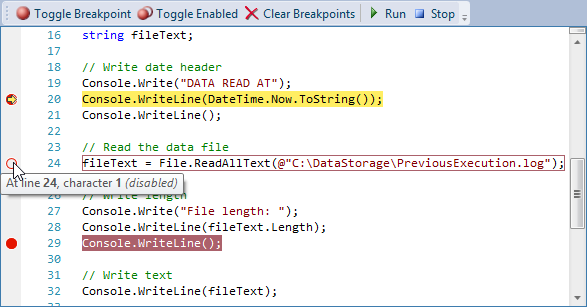 Toggle Breakpoint Toggle Enabled Clear Breakpoints Run Stop
16 string fileText;
17
18 // Write date header
19 Console.Write("DATA READ AT");
20 Console.WriteLine(DateTime.Now.ToString());
21 Console.WriteLine();
22
23 // Read the data file
24 fileText = File.ReadAllText(@"C:\DataStorage\PreviousExecution.log");
At line 24, character 1 (disabled)
// Write length
27 Console.Write("File length: ");
28 Console.WriteLine(fileText.Length);
29 Console.WriteLine();
30
31 // Write text
32 Console.WriteLine(fileText);